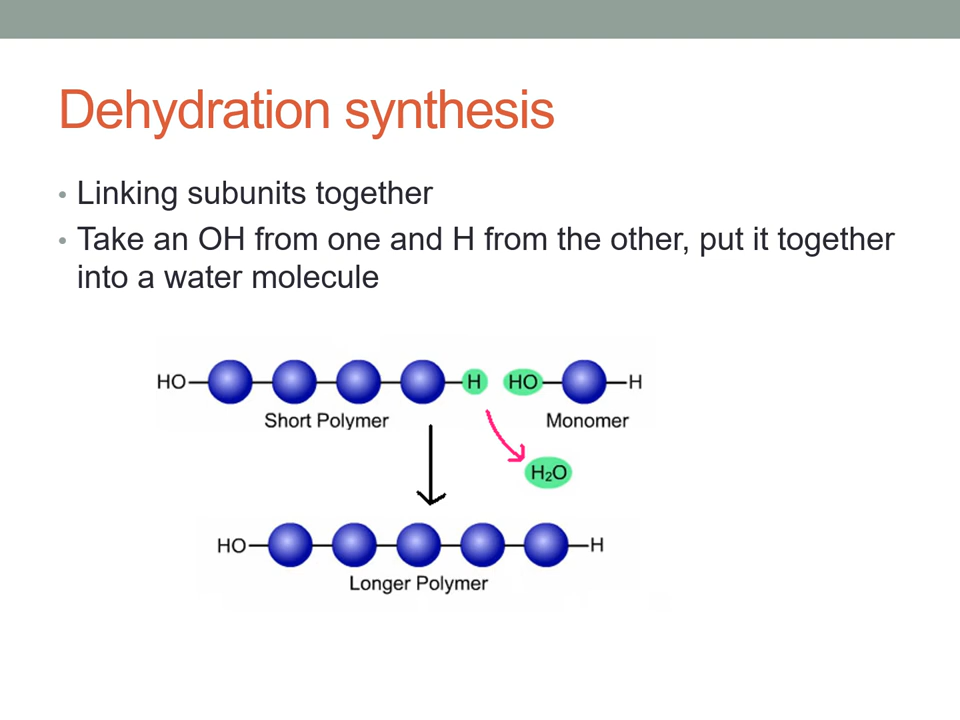 Dehydration synthesis
• Linking subunits together
• Take an OH from one and H from the other, put it together
into a water molecule
HO H HO H
Short Polymer Monomer
H₂O
HO H
Longer Polymer